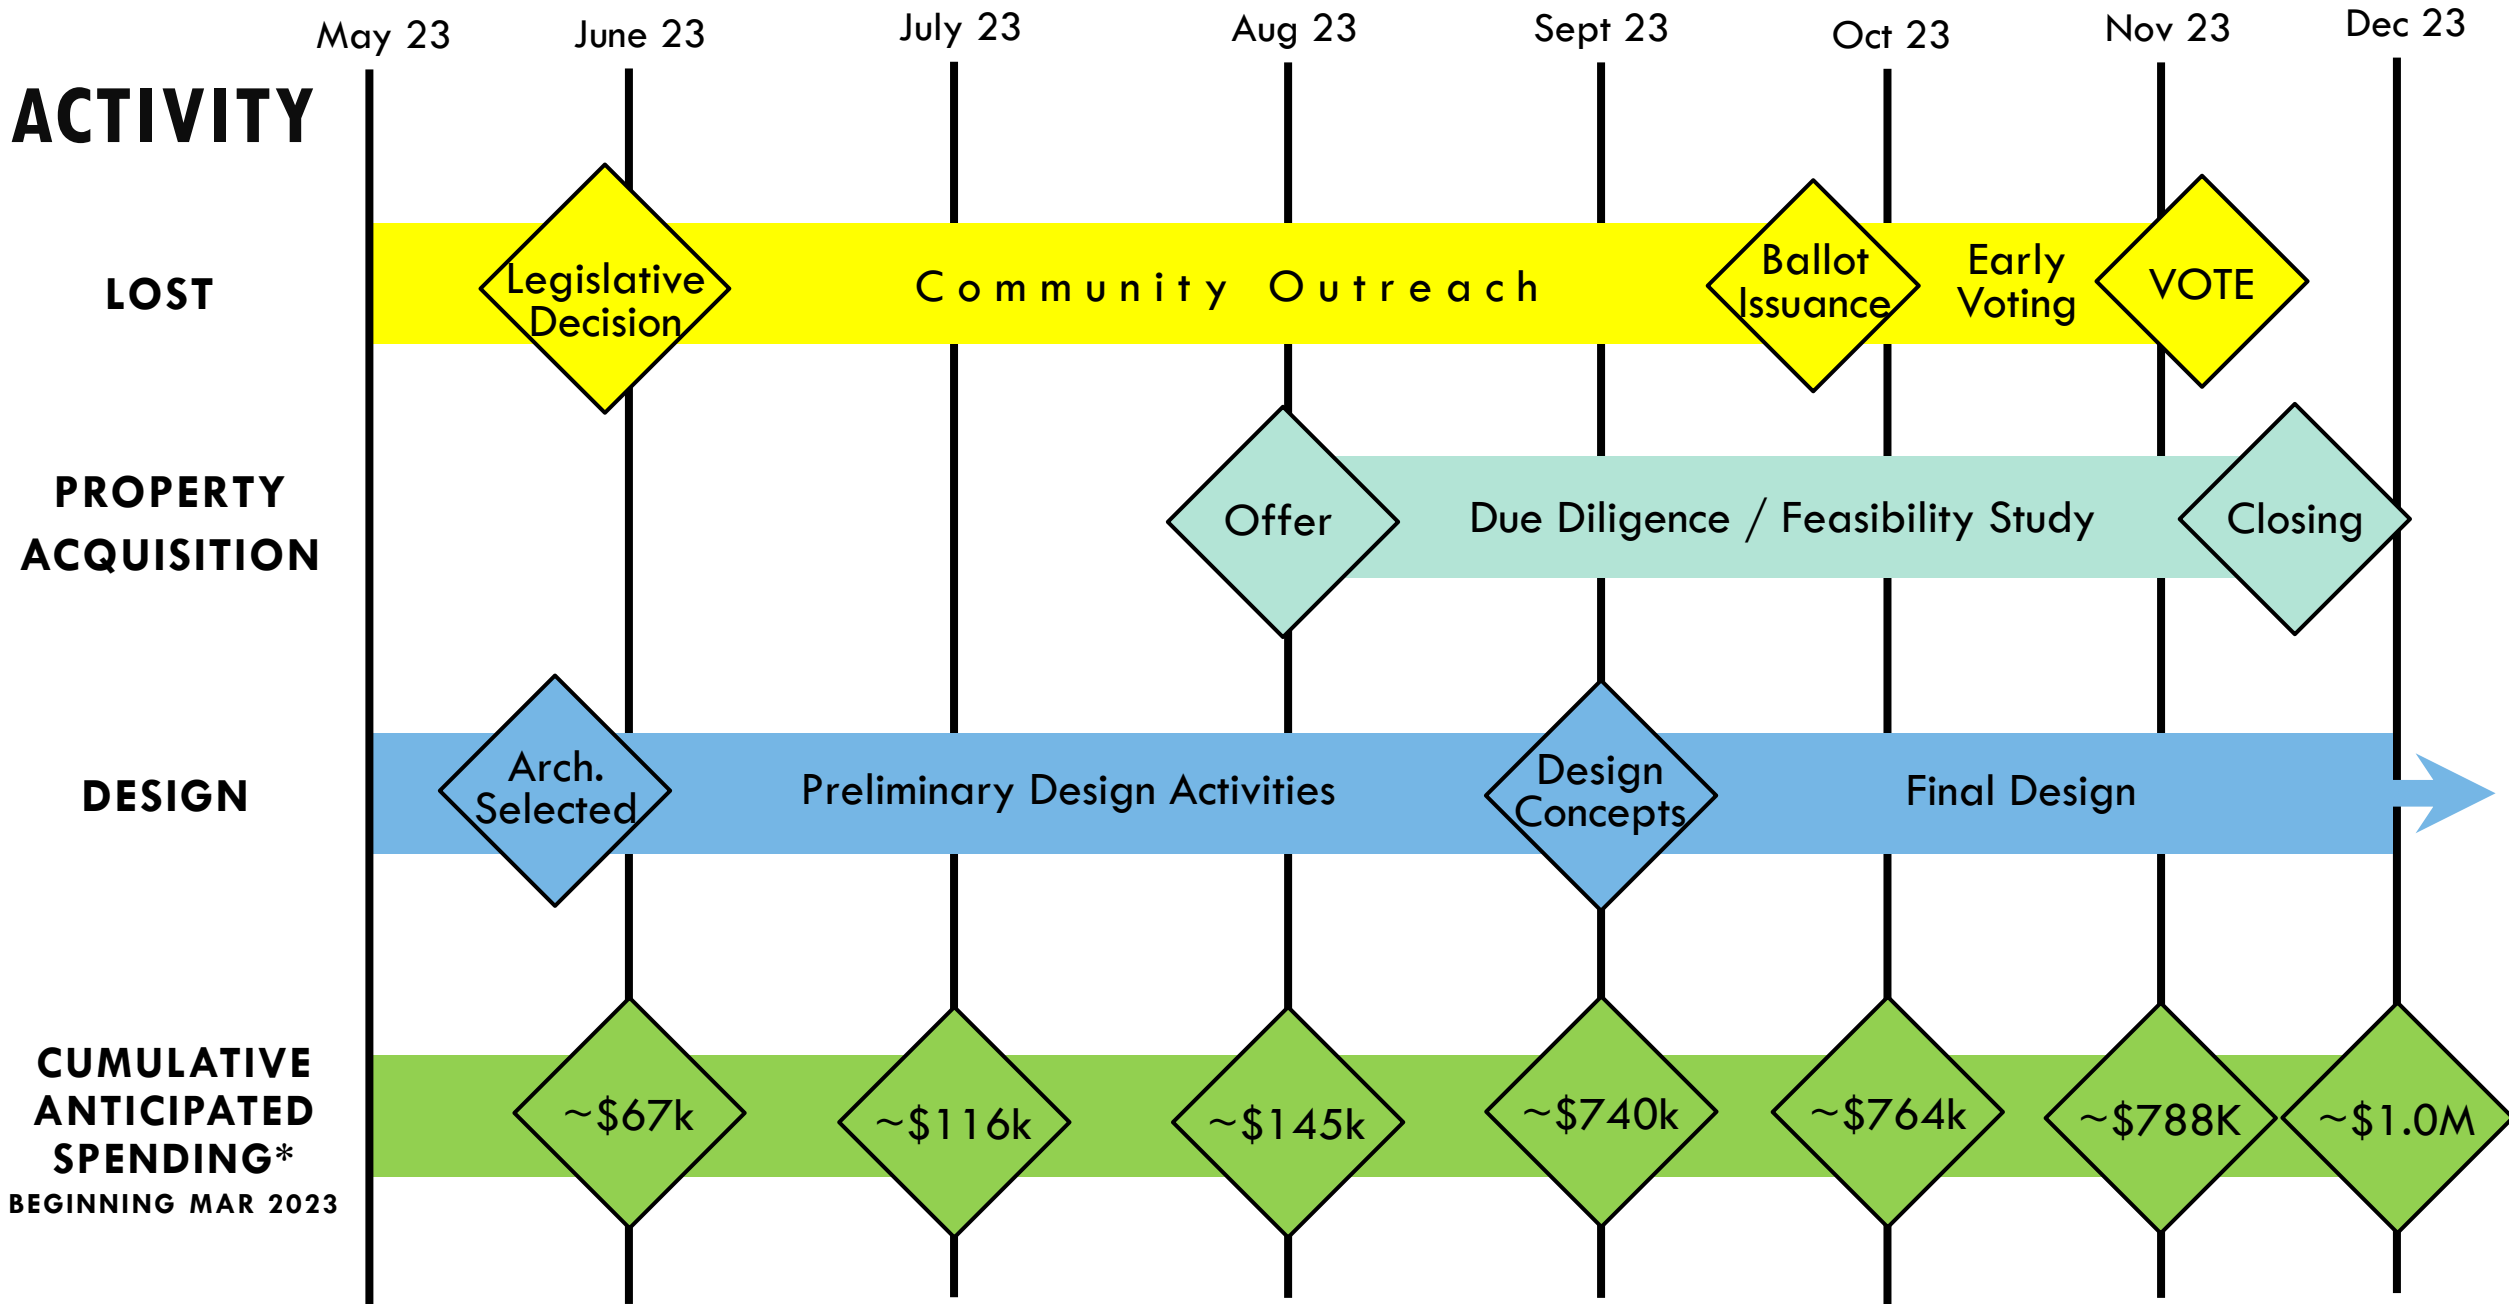 May 23
June 23
July 23
Aug 23
Sept 23
Oct 23
Nov 23
Dec 23
ACTIVITY
LOST
Legislative
Decision
Community Outreach
Ballot
Issuance
Early
Voting
VOTE
PROPERTY
ACQUISITION
Offer
Due Diligence / Feasibility Study
Closing
DESIGN
Arch.
Selected
Preliminary Design Activities
Design
Concepts
Final Design
CUMULATIVE
ANTICIPATED
SPENDING*
BEGINNING MAR 2023
~$67k
~$116k
~$145k
~$740k
~$764k
~$788K
~$1.0M